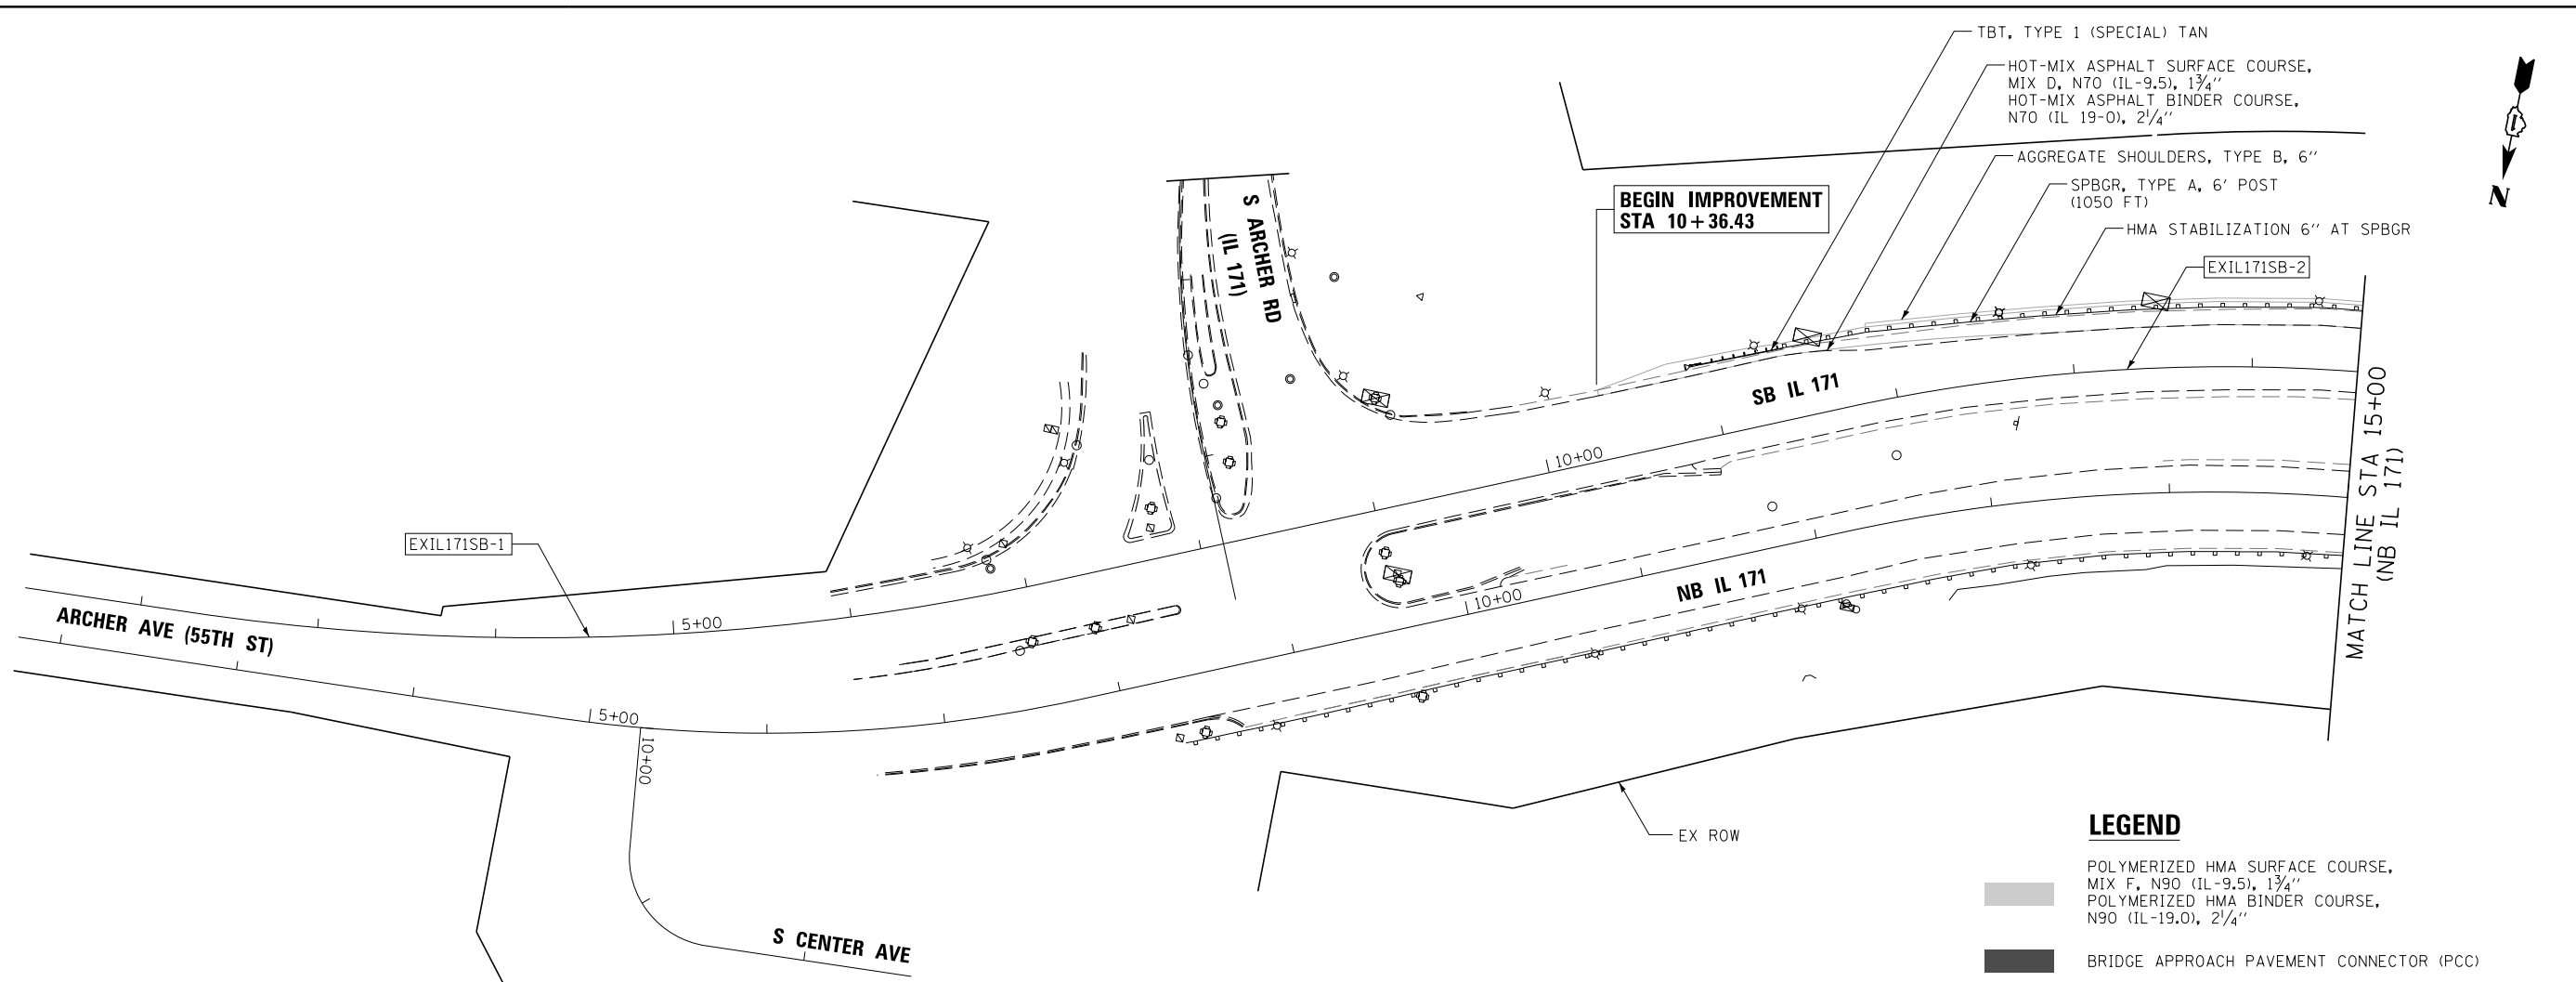 TBT, TYPE 1 (SPECIAL) TAN
HOT-MIX ASPHALT SURFACE COURSE,
MIX D, N70 (IL-9.5), 1¾''
HOT-MIX ASPHALT BINDER COURSE,
N70 (IL 19-0), 2¼''
AGGREGATE SHOULDERS, TYPE B, 6''
SPBGR, TYPE A, 6' POST
(1050 FT)
HMA STABILIZATION 6'' AT SPBGR
EXIL171SB-2
BEGIN IMPROVEMENT
STA 10+36.43
N
S ARCHER RD
(IL 171)
SB IL 171
10+00
MATCH LINE STA 15+00
(NB IL 171)
EXIL171SB-1
ARCHER AVE (55TH ST)
5+00
NB IL 171
10+00
5+00
10+00
EX ROW
S CENTER AVE
LEGEND
POLYMERIZED HMA SURFACE COURSE,
MIX F, N90 (IL-9.5), 1¾''
POLYMERIZED HMA BINDER COURSE,
N90 (IL-19.0), 2¼''
BRIDGE APPROACH PAVEMENT CONNECTOR (PCC)